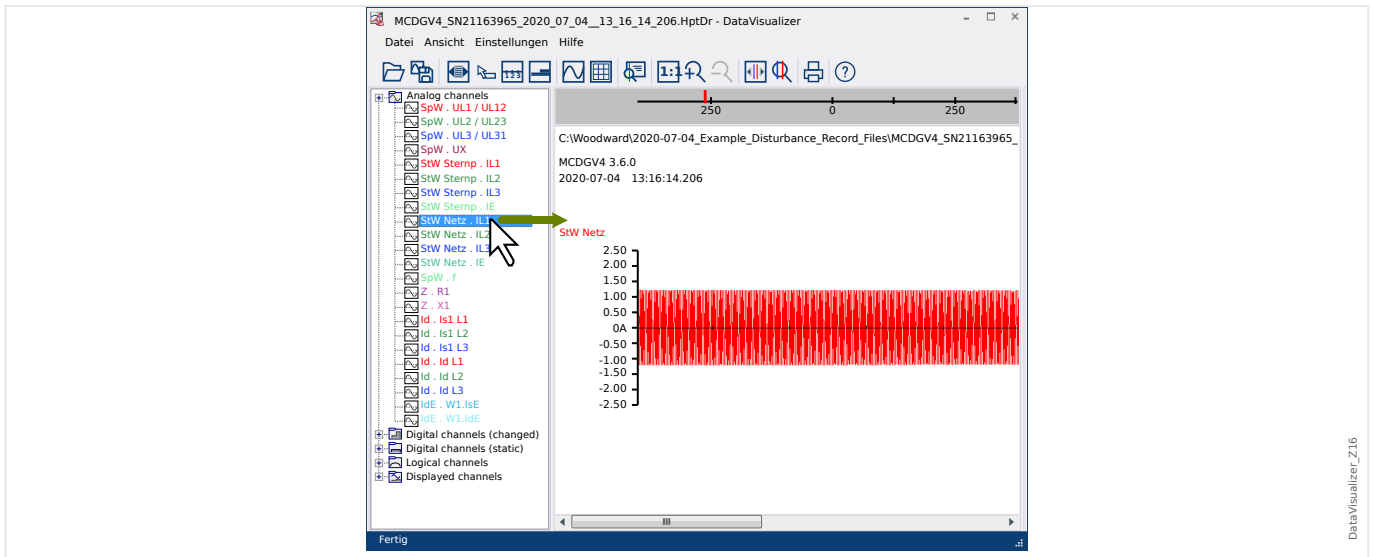 MCDGV4_SN21163965_2020_07_04__13_16_14_206.HptDr - DataVisualizer
Datei Ansicht Einstellungen Hilfe
123
1:1
Analog channels
SpW . UL1 / UL12
SpW . UL2 / UL23
SpW . UL3 / UL31
SpW . UX
StW Sternp . IL1
StW Sternp . IL2
StW Sternp . IL3
StW Sternp . IE
StW Netz . IL1
StW Netz . IL2
StW Netz . IL3
StW Netz . IE
SpW . f
Z . R1
Z . X1
Id . Is1 L1
Id . Is1 L2
Id . Is1 L3
Id . Id L1
Id . Id L2
Id . Id L3
IdE . W1.IsE
IdE . W1.IdE
Digital channels (changed)
Digital channels (static)
Logical channels
Displayed channels
250 0 250
C:\Woodward\2020-07-04_Example_Disturbance_Record_Files\MCDGV4_SN21163965_
MCDGV4 3.6.0
2020-07-04 13:16:14.206
StW Netz
2.50
2.00
1.50
1.00
0.50
0A
-0.50
-1.00
-1.50
-2.00
-2.50
Fertig
DataVisualizer_Z16